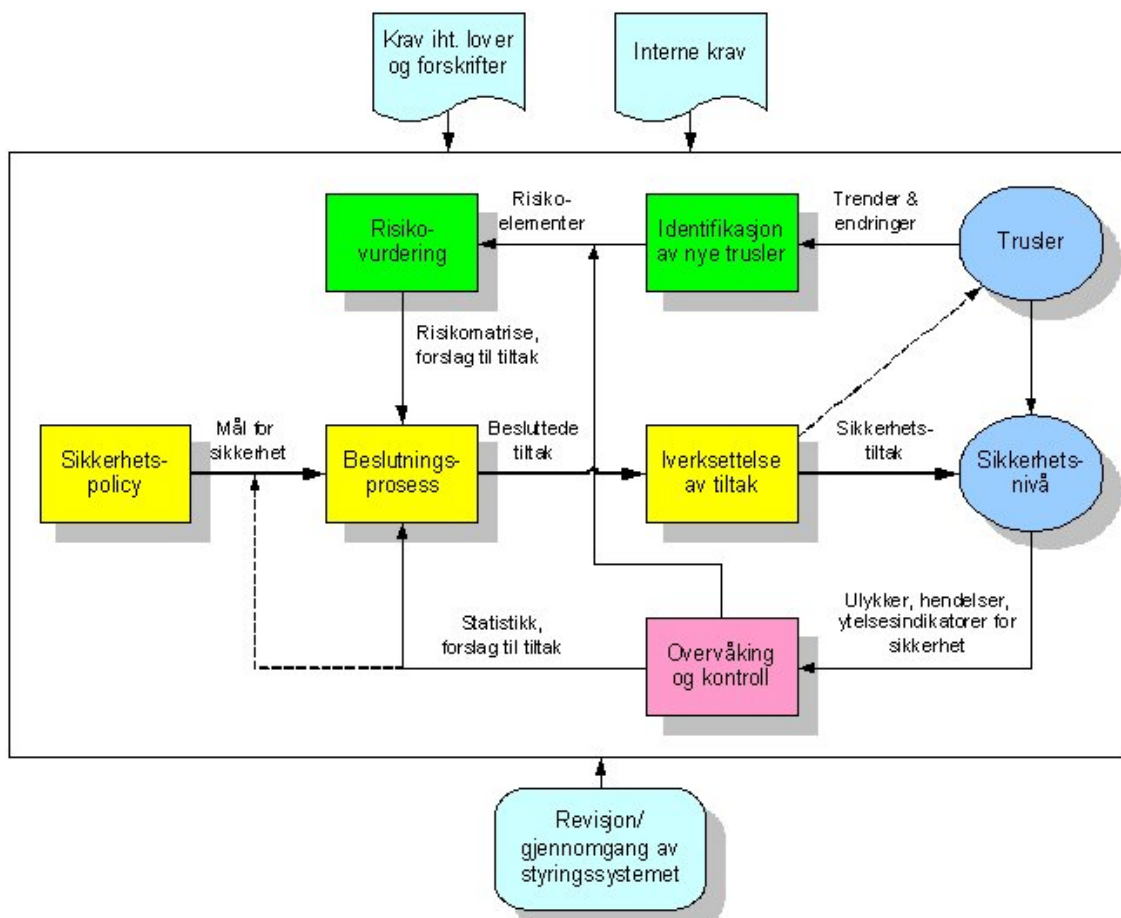 Krav iht. lover
og forskrifter
Interne krav
Risiko-
vurdering
Risiko-
elementer
Identifikasjon
av nye trusler
Trender &
endringer
Trusler
Risikomatrise,
forslag til tiltak
Sikkerhets-
policy
Mål for
sikkerhet
Beslutnings-
prosess
Besluttede
tiltak
Iverksettelse
av tiltak
Sikkerhets-
tiltak
Sikkerhets-
nivå
Statistikk,
forslag til tiltak
Overvåking
og kontroll
Ulykker, hendelser,
ytelsesindikatorer for
sikkerhet
Revisjon/
gjennomgang av
styringssystemet